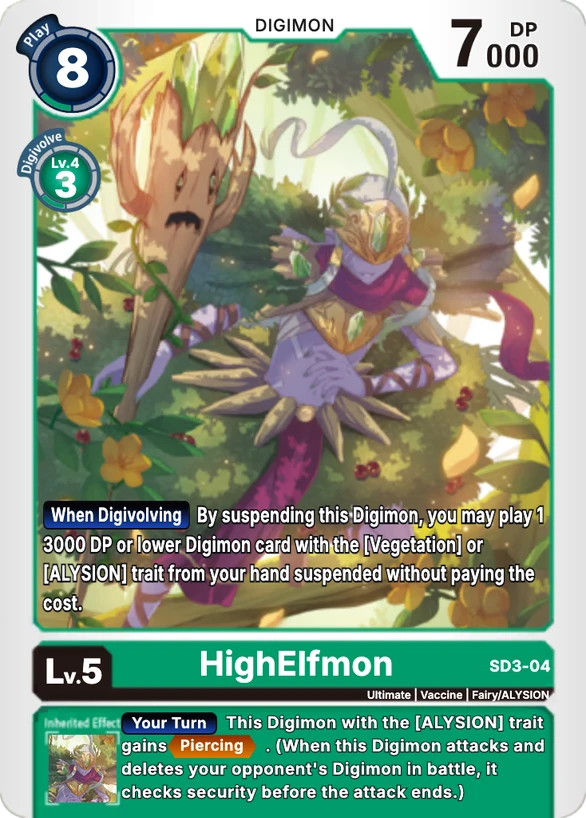 Play
8
DIGIMON
7000
DP
Digivolve
Lv.4
3
When Digivolving By suspending this Digimon, you may play 1
3000 DP or lower Digimon card with the [Vegetation] or
[ALYSION] trait from your hand suspended without paying the
cost.
Lv.5
HighElfmon
SD3-04
Ultimate | Vaccine | Fairy/ALYSION
Inherited Effect
Your Turn This Digimon with the [ALYSION] trait
gains Piercing . (When this Digimon attacks and
deletes your opponent's Digimon in battle, it
checks security before the attack ends.)